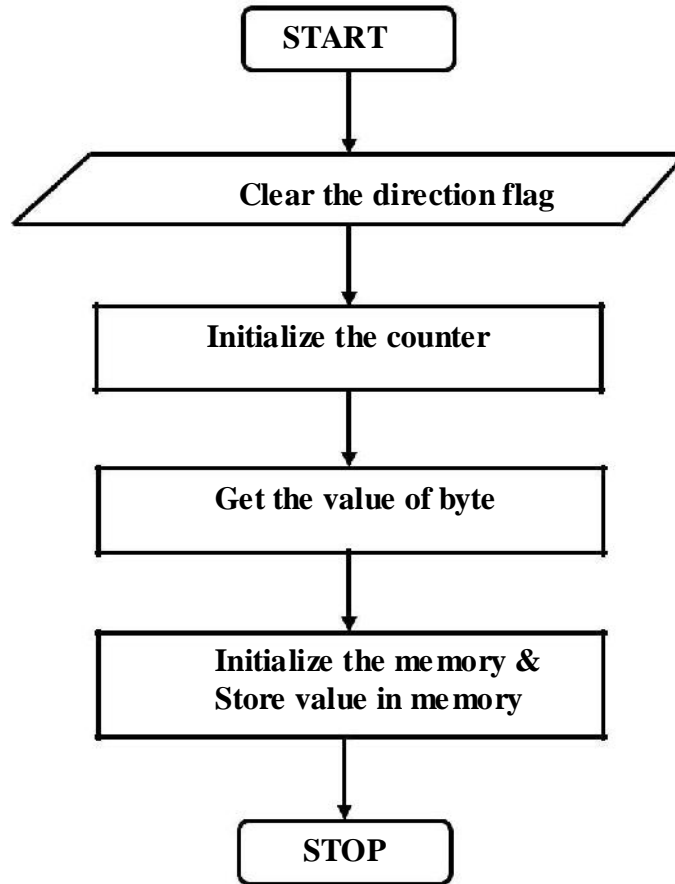 START
Clear the direction flag
Initialize the counter
Get the value of byte
Initialize the memory &
Store value in memory
STOP